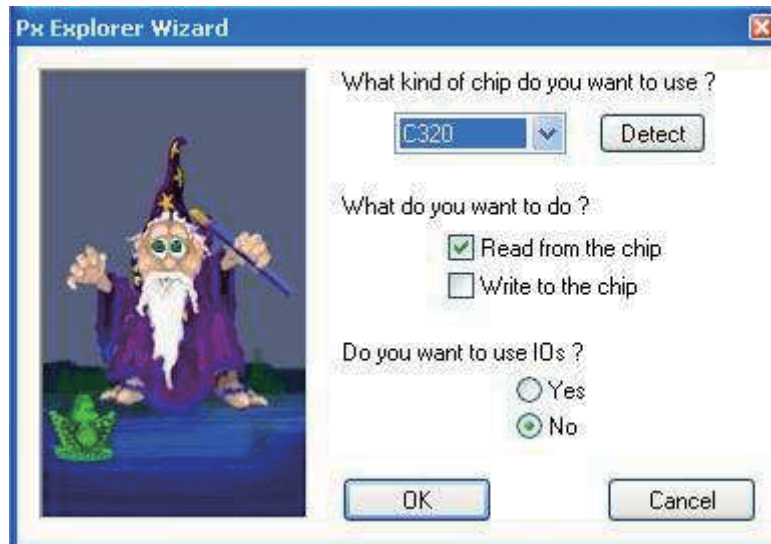 Px Explorer Wizard
What kind of chip do you want to use ?
C320
Detect
What do you want to do ?
Read from the chip
Write to the chip
Do you want to use IOs ?
Yes
No
OK
Cancel